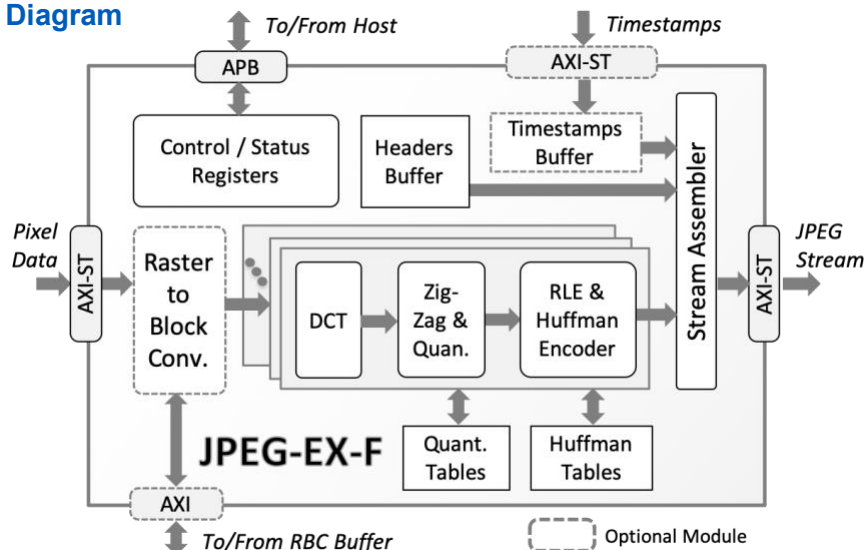 Diagram
To/From Host
Timestamps
APB
AXI-ST
Control / Status
Registers
Headers
Buffer
Timestamps
Buffer
Stream Assembler
Pixel
Data
AXI-ST
Raster
to
Block
Conv.
DCT
Zig-
Zag &
Quan.
RLE &
Huffman
Encoder
AXI-ST
JPEG
Stream
JPEG-EX-F
Quant.
Tables
Huffman
Tables
AXI
To/From RBC Buffer
Optional Module